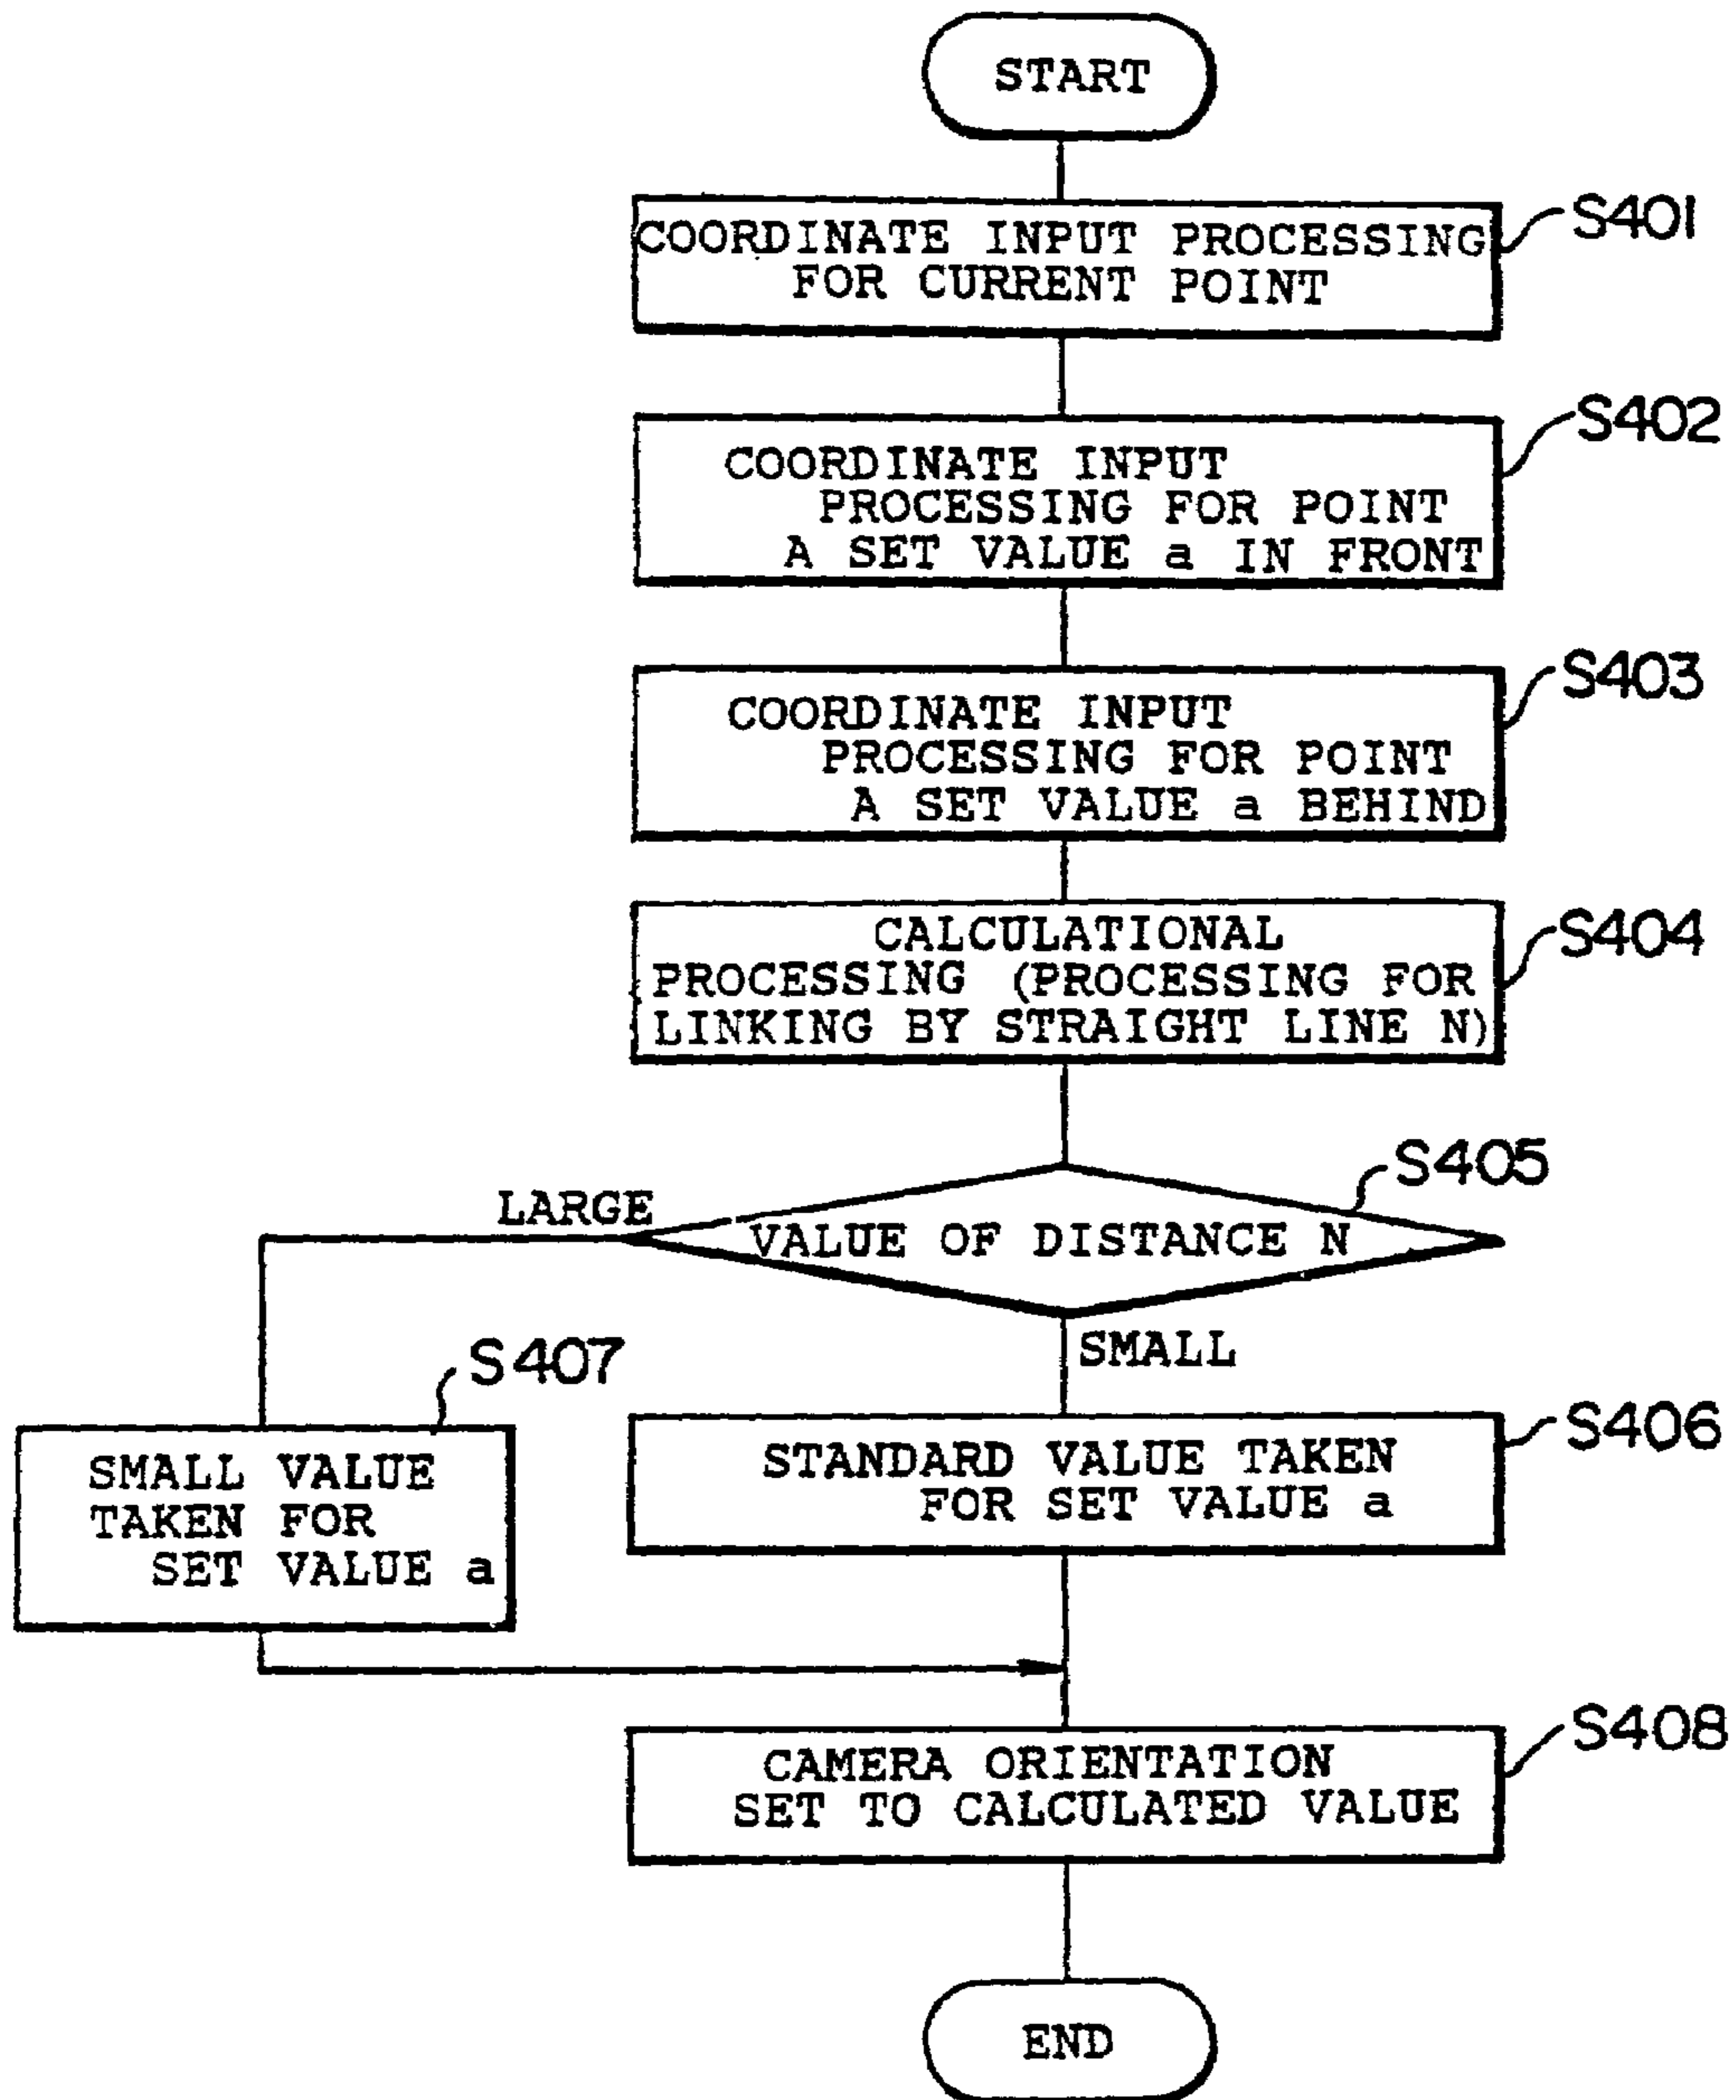 START
COORDINATE INPUT PROCESSING
FOR CURRENT POINT
S401
COORDINATE INPUT
PROCESSING FOR POINT
A SET VALUE a IN FRONT
S402
COORDINATE INPUT
PROCESSING FOR POINT
A SET VALUE a BEHIND
S403
CALCULATIONAL
PROCESSING (PROCESSING FOR
LINKING BY STRAIGHT LINE N)
S404
VALUE OF DISTANCE N
S405
LARGE
SMALL
SMALL VALUE
TAKEN FOR
SET VALUE a
S407
STANDARD VALUE TAKEN
FOR SET VALUE a
S406
CAMERA ORIENTATION
SET TO CALCULATED VALUE
S408
END